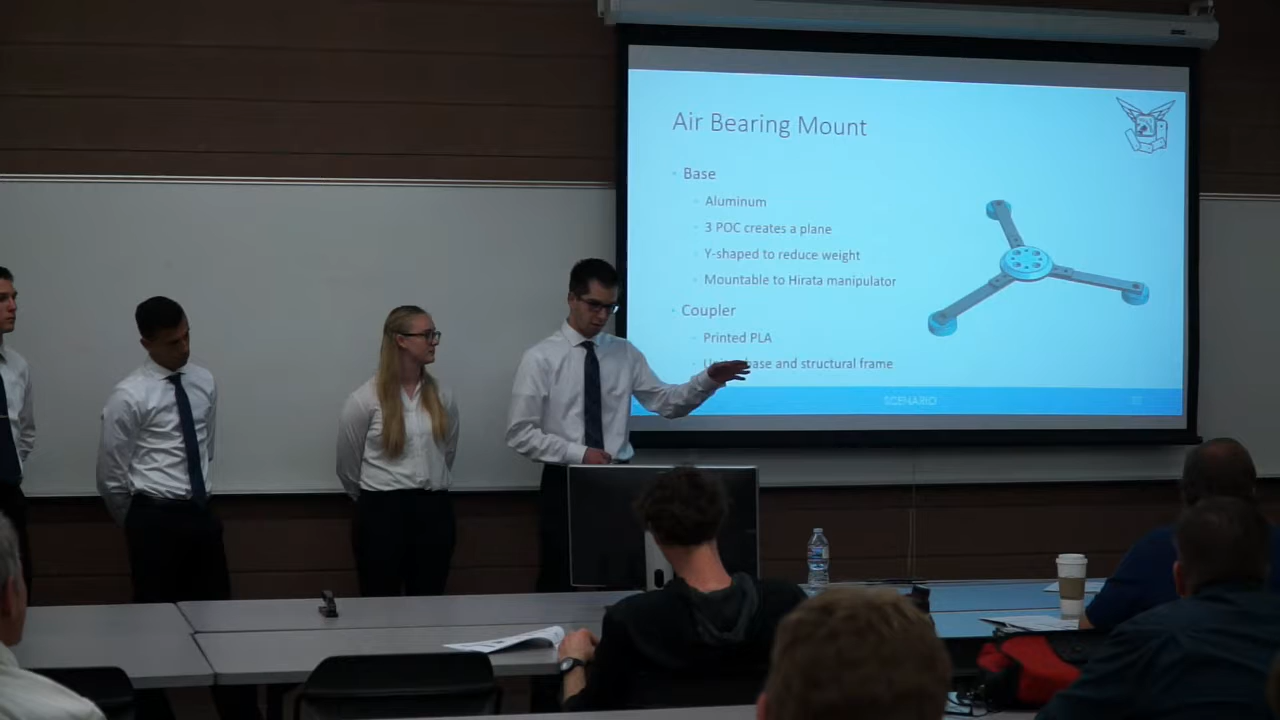 Air Bearing Mount
Base
Aluminum
3 POC creates a plane
Y-shaped to reduce weight
Mountable to Hirata manipulator
Coupler
Printed PLA
base and structural frame
SCENARIO